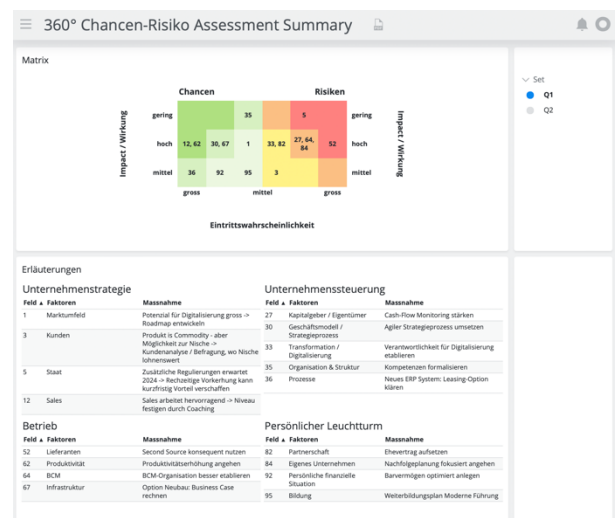 360° Chancen-Risiko Assessment Summary
Matrix
Chancen Risiken
gering 35 5 gering
hoch 12, 62 30, 67 1 33, 82 27, 64, 84 52 hoch
mittel 36 92 95 3 mittel
gross mittel gross
Impact / Wirkung
Impact / Wirkung
Eintrittswahrscheinlichkeit
Set
Q1
Q2
Erläuterungen
Unternehmenstrategie
Feld Faktoren Massnahme
1 Marktumfeld Potenzial für Digitalisierung gross ->
Roadmap entwickeln
3 Kunden Produkt is Commodity - aber
Möglichkeit zur Nische ->
Kundenanalyse / Befragung, wo Nische
lohnenswert
5 Staat Zusätzliche Regulierungen erwartet
2024 -> Rechzeitige Vorkerhung kann
kurzfristig Vorteil verschaffen
12 Sales Sales arbeitet hervorragend -> Niveau
festigen durch Coaching
Unternehmenssteuerung
Feld Faktoren Massnahme
27 Kapitalgeber / Eigentümer Cash-Flow Monitoring stärken
30 Geschäftsmodell / Agiler Strategieprozess umsetzen
Strategieprozess
33 Transformation / Verantwortlichkeit für Digitalisierung
Digitalisierung etablieren
35 Organisation & Struktur Kompetenzen formalisieren
36 Prozesse Neues ERP System: Leasing-Option
klären
Betrieb
Feld Faktoren Massnahme
52 Lieferanten Second Source konsequent nutzen
62 Produktivität Produktivitätserhöhung angehen
64 BCM BCM-Organisation besser etablieren
67 Infrastruktur Option Neubau: Business Case
rechnen
Persönlicher Leuchtturm
Feld Faktoren Massnahme
82 Partnerschaft Ehevertrag aufsetzen
84 Eigenes Unternehmen Nachfolgeplanung fokusiert angehen
92 Persönliche finanzielle Barvermögen optimiert anlegen
Situation
95 Bildung Weiterbildungsplan Moderne Führung